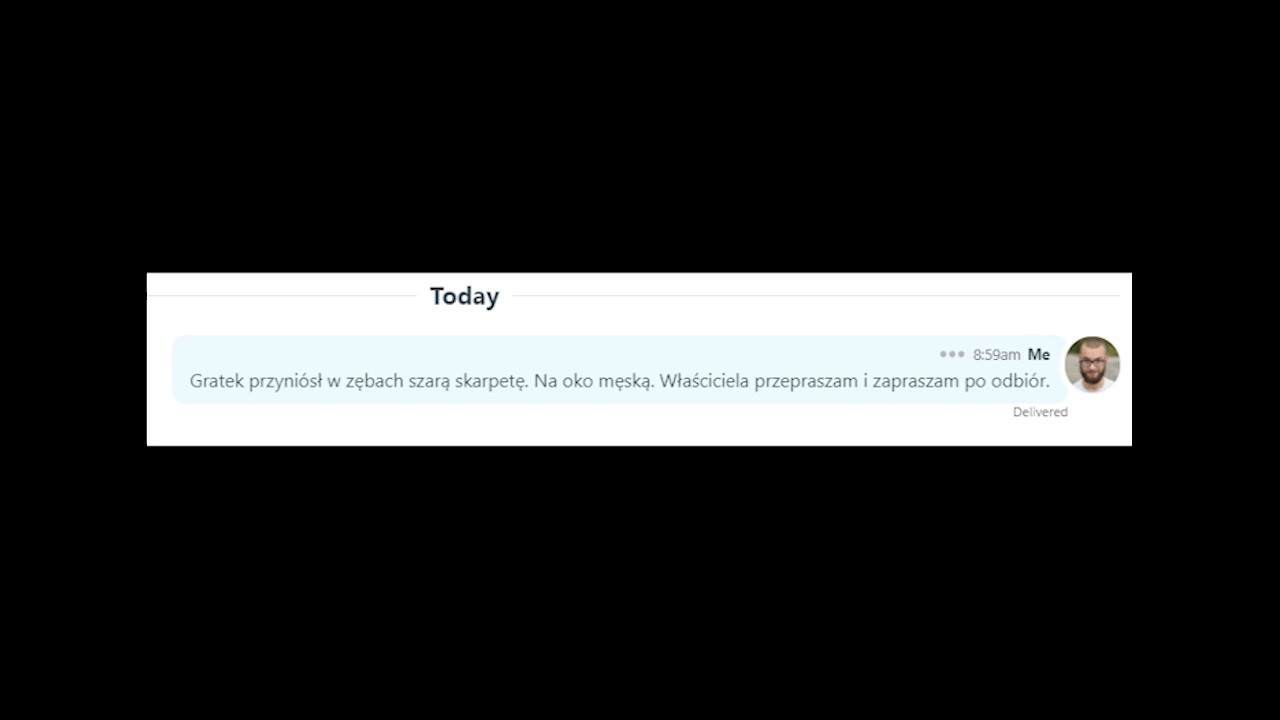 Today
8:59am Me
Gratek przyniósł w zębach szarą skarpetę. Na oko męską. Właściciela przepraszam i zapraszam po odbiór.
Delivered